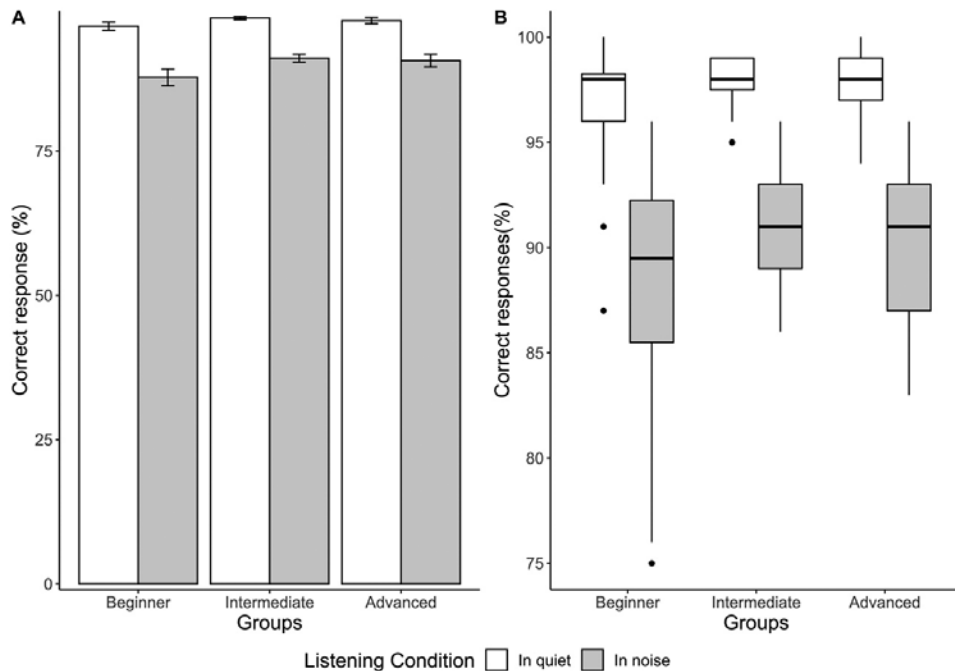 A
Correct response (%)
75
50
25
0
Beginner
Intermediate
Advanced
Groups
B
Correct responses(%)
100
95
90
85
80
75
Beginner
Intermediate
Advanced
Groups
Listening Condition In quiet In noise